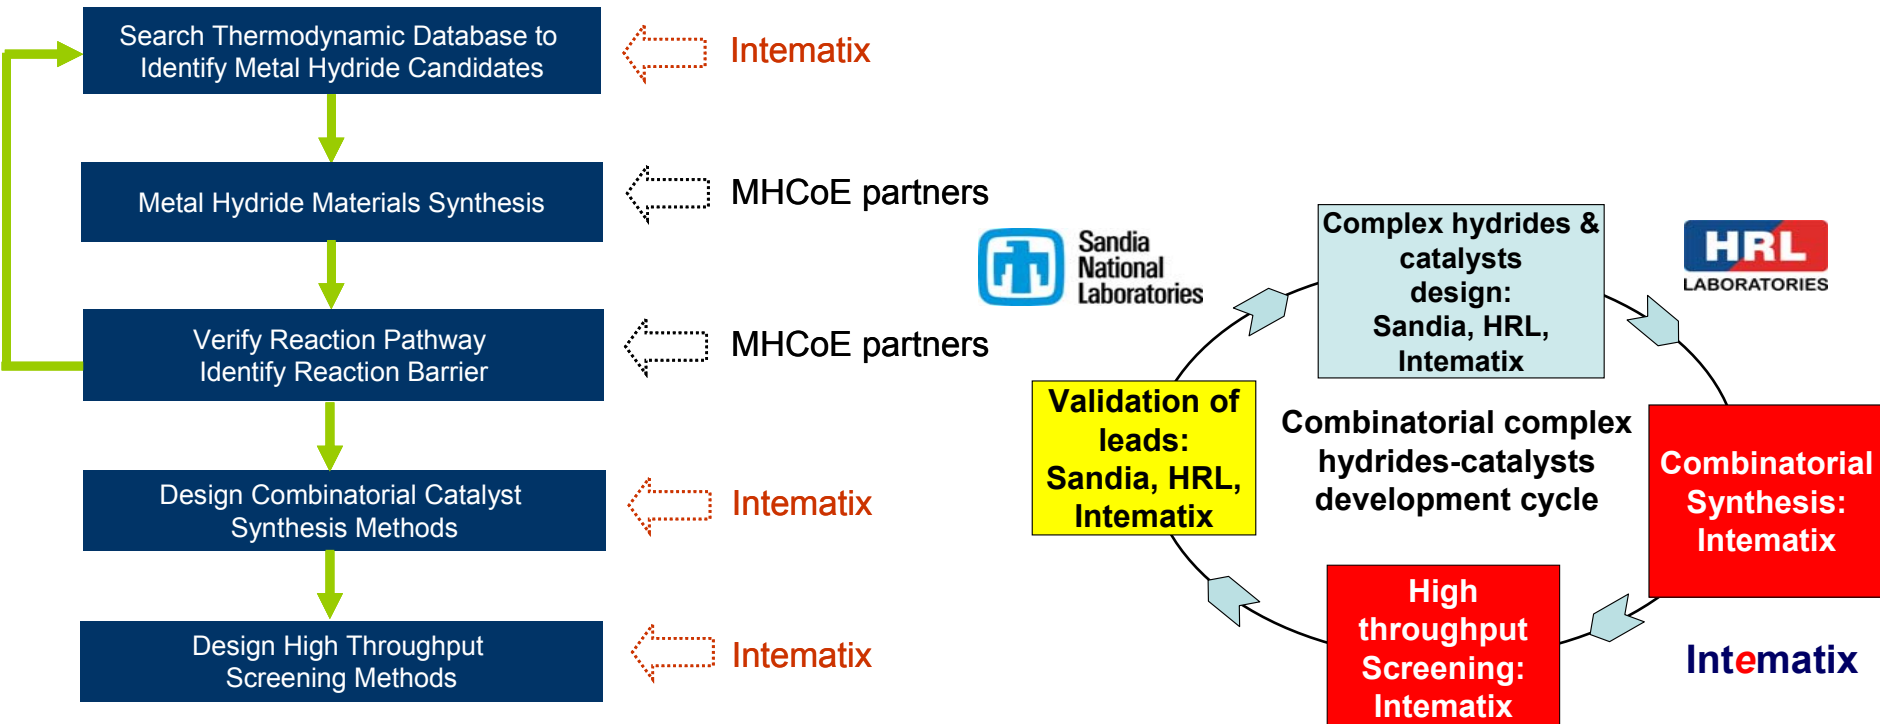 Search Thermodynamic Database to
Identify Metal Hydride Candidates
Intematix
Metal Hydride Materials Synthesis
MHCoE partners
Verify Reaction Pathway
Identify Reaction Barrier
MHCoE partners
Design Combinatorial Catalyst
Synthesis Methods
Intematix
Design High Throughput
Screening Methods
Intematix
Sandia
National
Laboratories
Complex hydrides &
catalysts
design:
Sandia, HRL,
Intematix
HRL
LABORATORIES
Validation of
leads:
Sandia, HRL,
Intematix
Combinatorial complex
hydrides-catalysts
development cycle
Combinatorial
Synthesis:
Intematix
High
throughput
Screening:
Intematix
Intematix